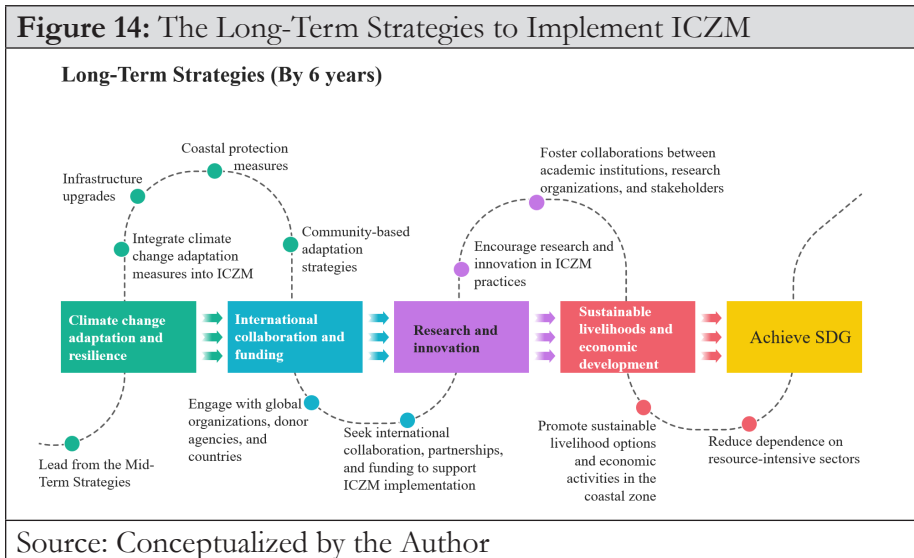 Figure 14: The Long-Term Strategies to Implement ICZM
Long-Term Strategies (By 6 years)
Coastal protection
measures
Infrastructure
upgrades
Integrate climate
change adaptation
measures into ICZM
Community-based
adaptation
strategies
Foster collaborations between
academic institutions, research
organizations, and stakeholders
Encourage research and
innovation in ICZM
practices
Climate change
adaptation and
resilience
International
collaboration and
funding
Research and
innovation
Sustainable
livelihoods and
economic
development
Achieve SDG
Lead from the Mid-
Term Strategies
Engage with global
organizations, donor
agencies, and
countries
Seek international
collaboration, partnerships,
and funding to support
ICZM implementation
Promote sustainable
livelihood options
and economic
activities in the
coastal zone
Reduce dependence on
resource-intensive sectors
Source: Conceptualized by the Author